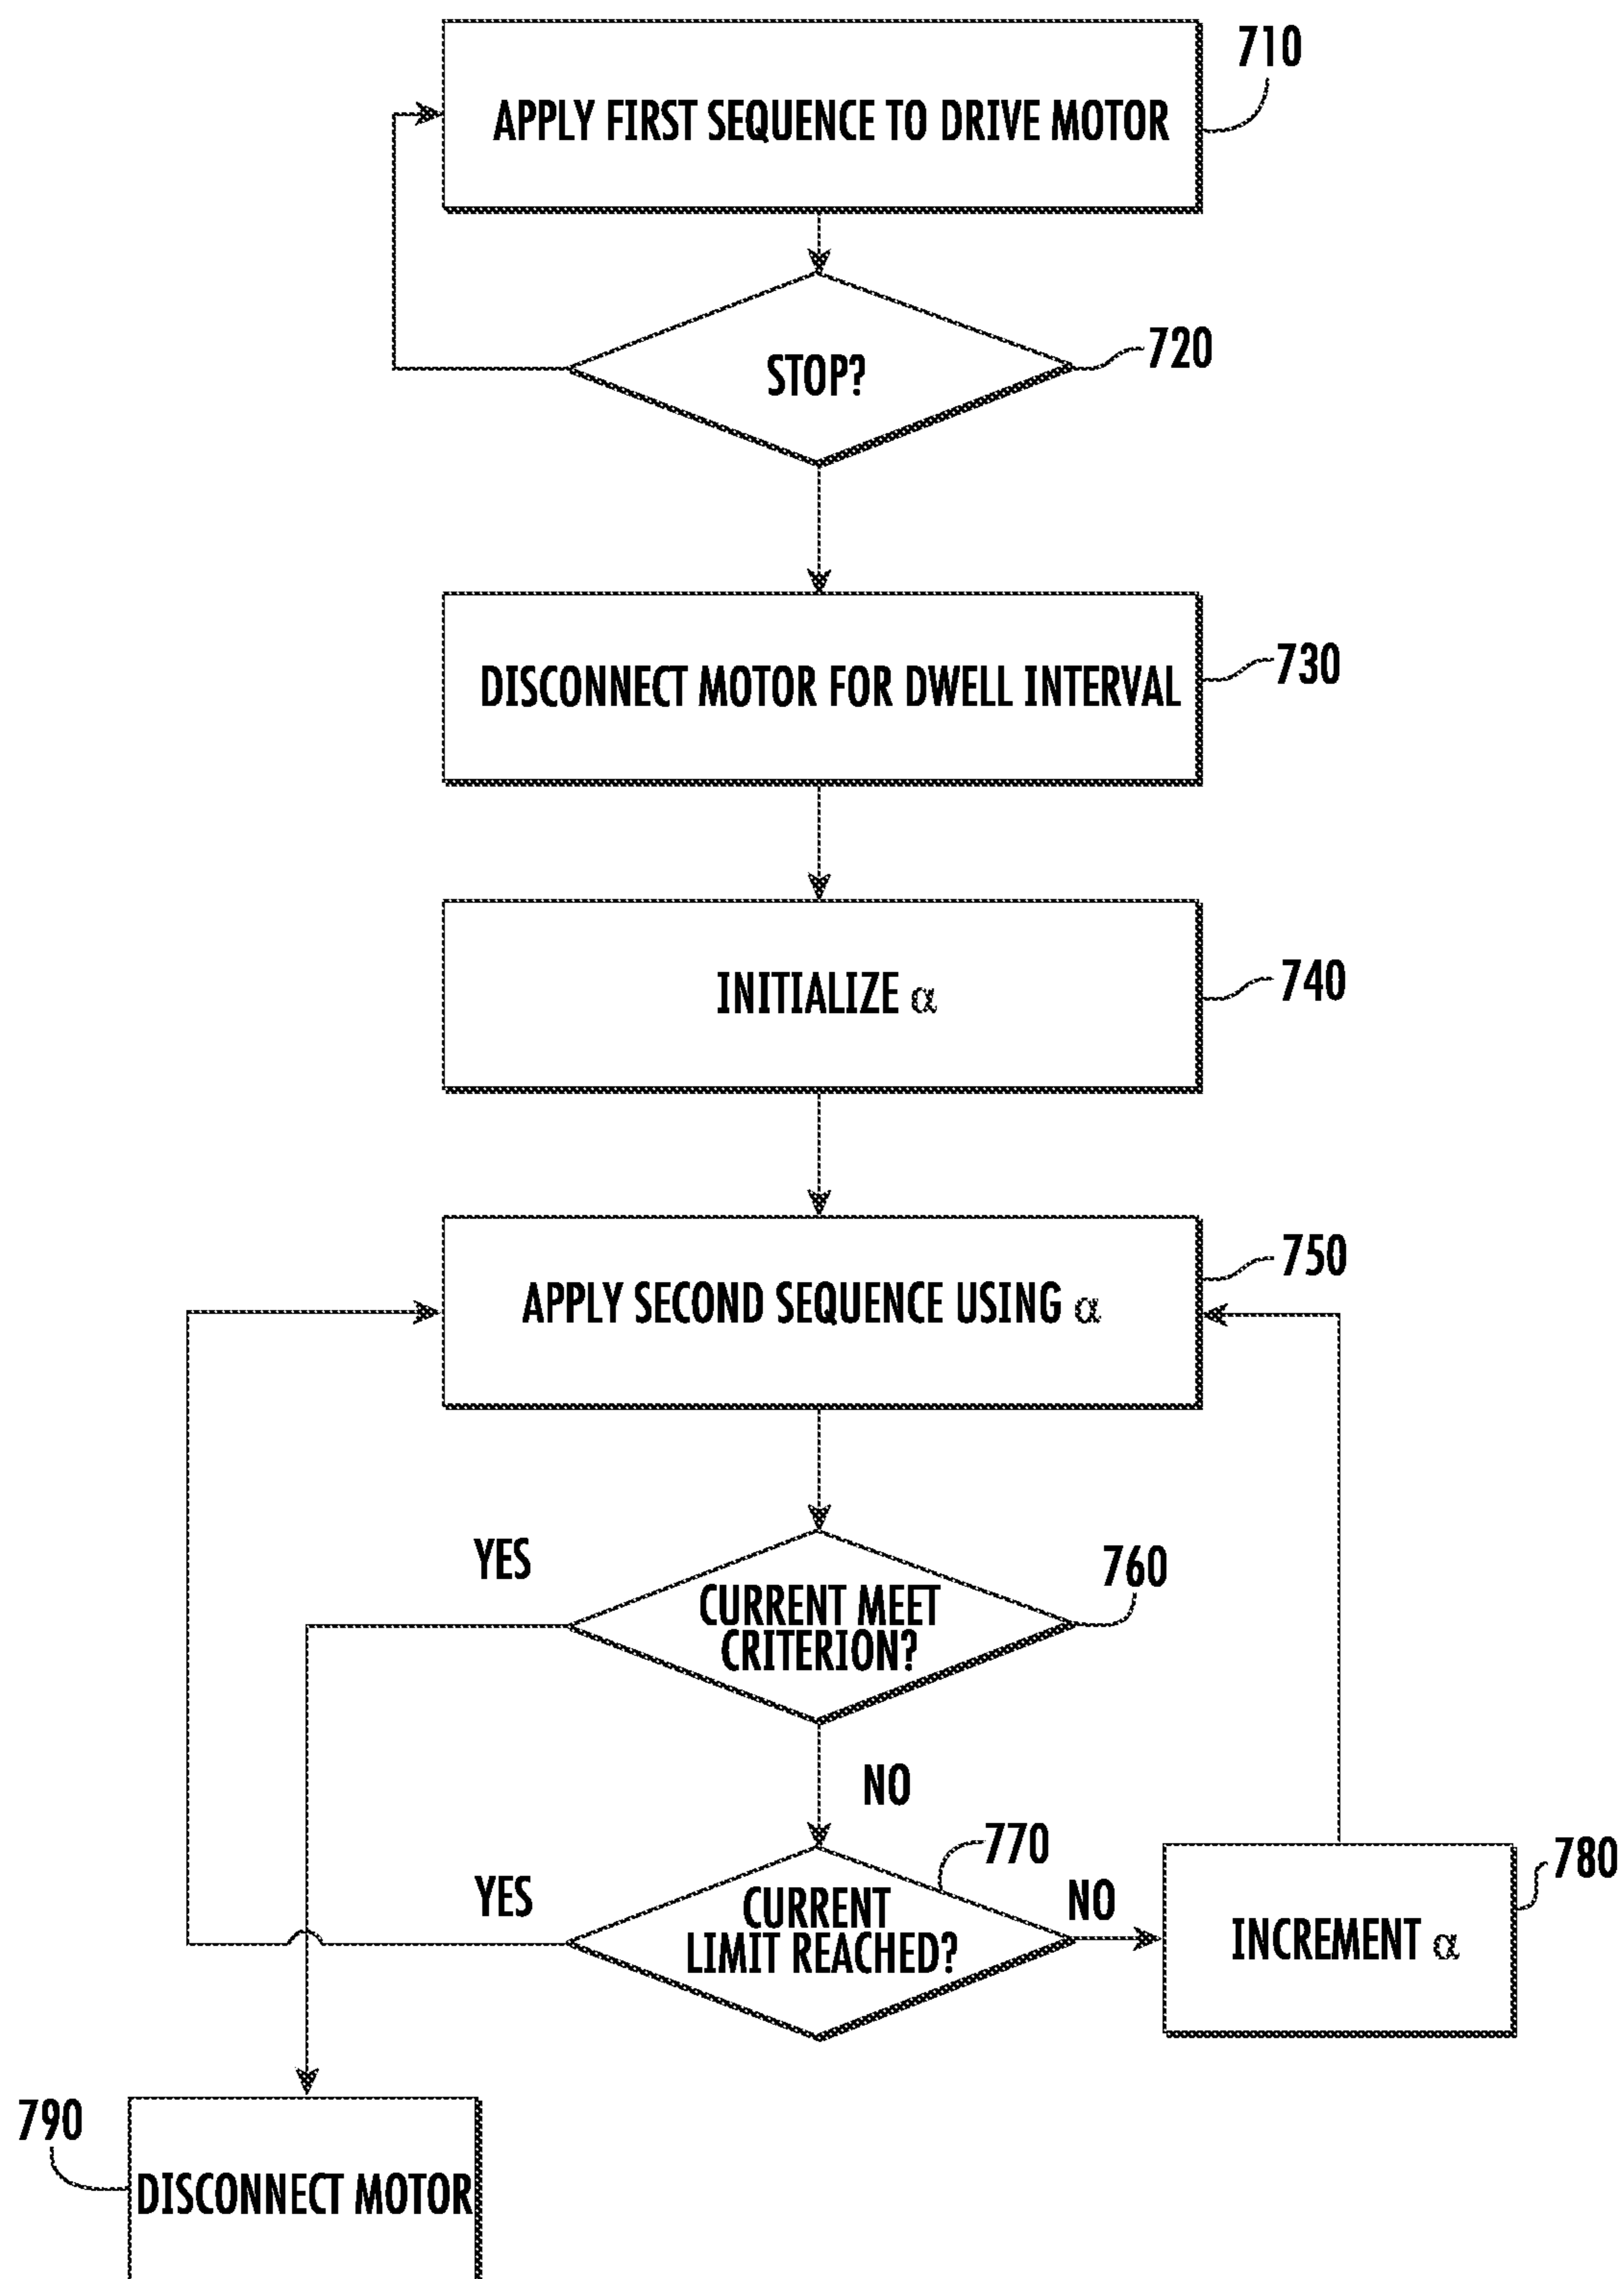 710
APPLY FIRST SEQUENCE TO DRIVE MOTOR
720
STOP?
730
DISCONNECT MOTOR FOR DWELL INTERVAL
740
INITIALIZE α
750
APPLY SECOND SEQUENCE USING α
YES
760
CURRENT MEET
CRITERION?
NO
770
780
YES
NO
CURRENT
LIMIT REACHED?
INCREMENT α
790
DISCONNECT MOTOR